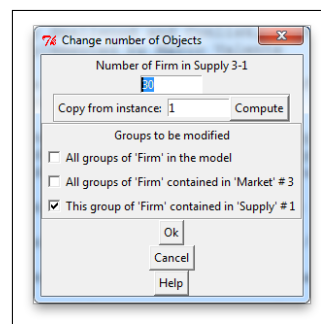 Change number of Objects
Number of Firm in Supply 3-1
30
Copy from instance: 1 Compute
Groups to be modified
All groups of 'Firm' in the model
All groups of 'Firm' contained in 'Market' # 3
This group of 'Firm' contained in 'Supply' # 1
Ok
Cancel
Help